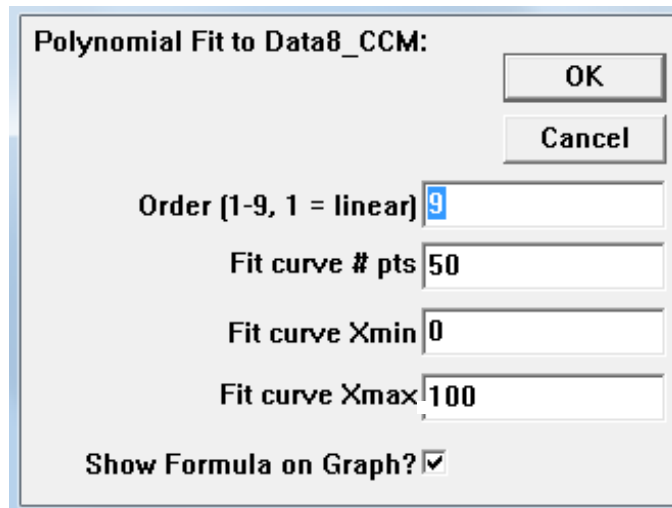 Polynomial Fit to Data8_CCM:
OK
Cancel
Order (1-9, 1 = linear) 9
Fit curve # pts 50
Fit curve Xmin 0
Fit curve Xmax 100
Show Formula on Graph?